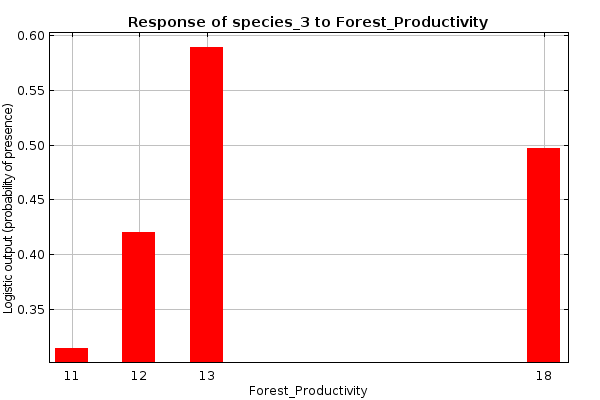 Response of species_3 to Forest_Productivity
Logistic output (probability of presence)
0.60
0.55
0.50
0.45
0.40
0.35
11 12 13 18
Forest_Productivity